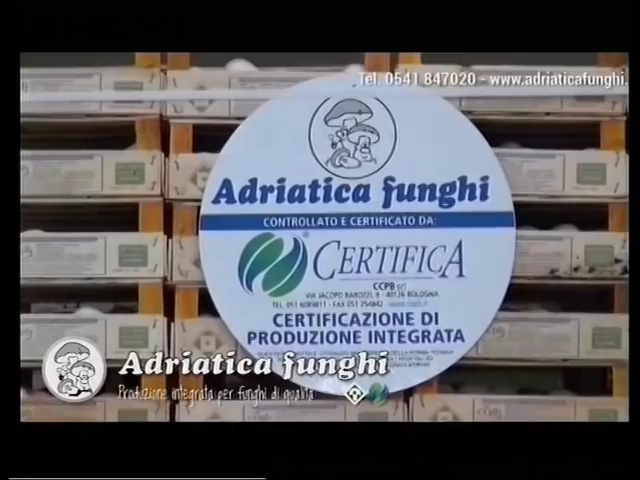 Tel. 0541 847020 - www.adriaticafunghi.
Adriatica funghi
CONTROLLATO E CERTIFICATO DA:
CERTIFICA
CCPB srl
VIA JACOPO BAROZZI, 8 - 40126 BOLOGNA
CERTIFICAZIONE DI
PRODUZIONE INTEGRATA
Adriatica funghi
Produzione integrata per funghi di qualità